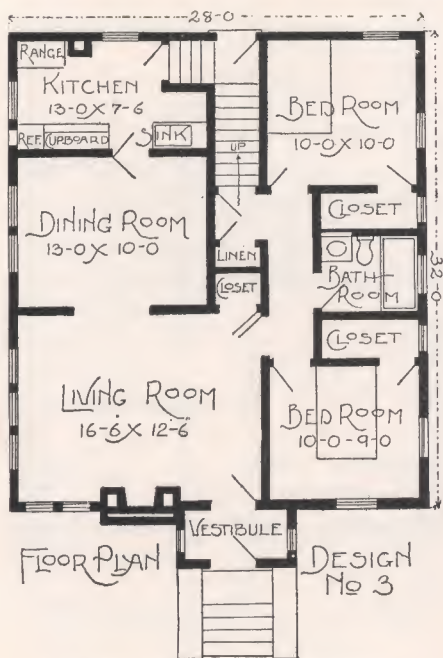 28-0
RANGE
KITCHEN
13-0 X 7-6
REF. CUPBOARD
SINK
UP
BED ROOM
10-0 X 10-0
CLOSET
DINING ROOM
13-0 X 10-0
LINEN
CLOSET
BATH
ROOM
32-0
CLOSET
LIVING ROOM
16-6 X 12-6
BED ROOM
10-0-9-0
VESTIBULE
FLOOR PLAN
DESIGN
No 3